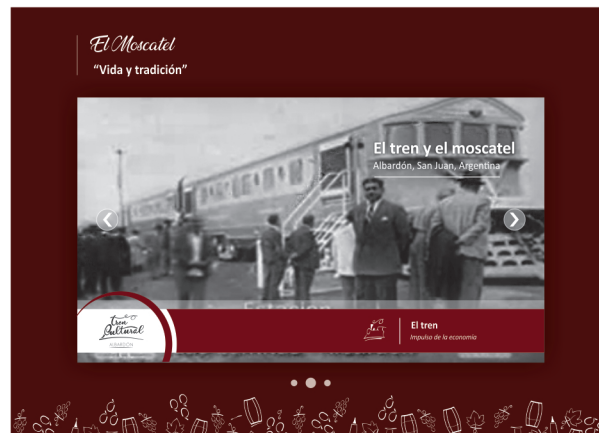 El Moscatel
“Vida y tradición”
El tren y el moscatel
Albardón, San Juan, Argentina
Estacion
tren
Cultural
ALBARDÓN
El tren
Impulso de la economía